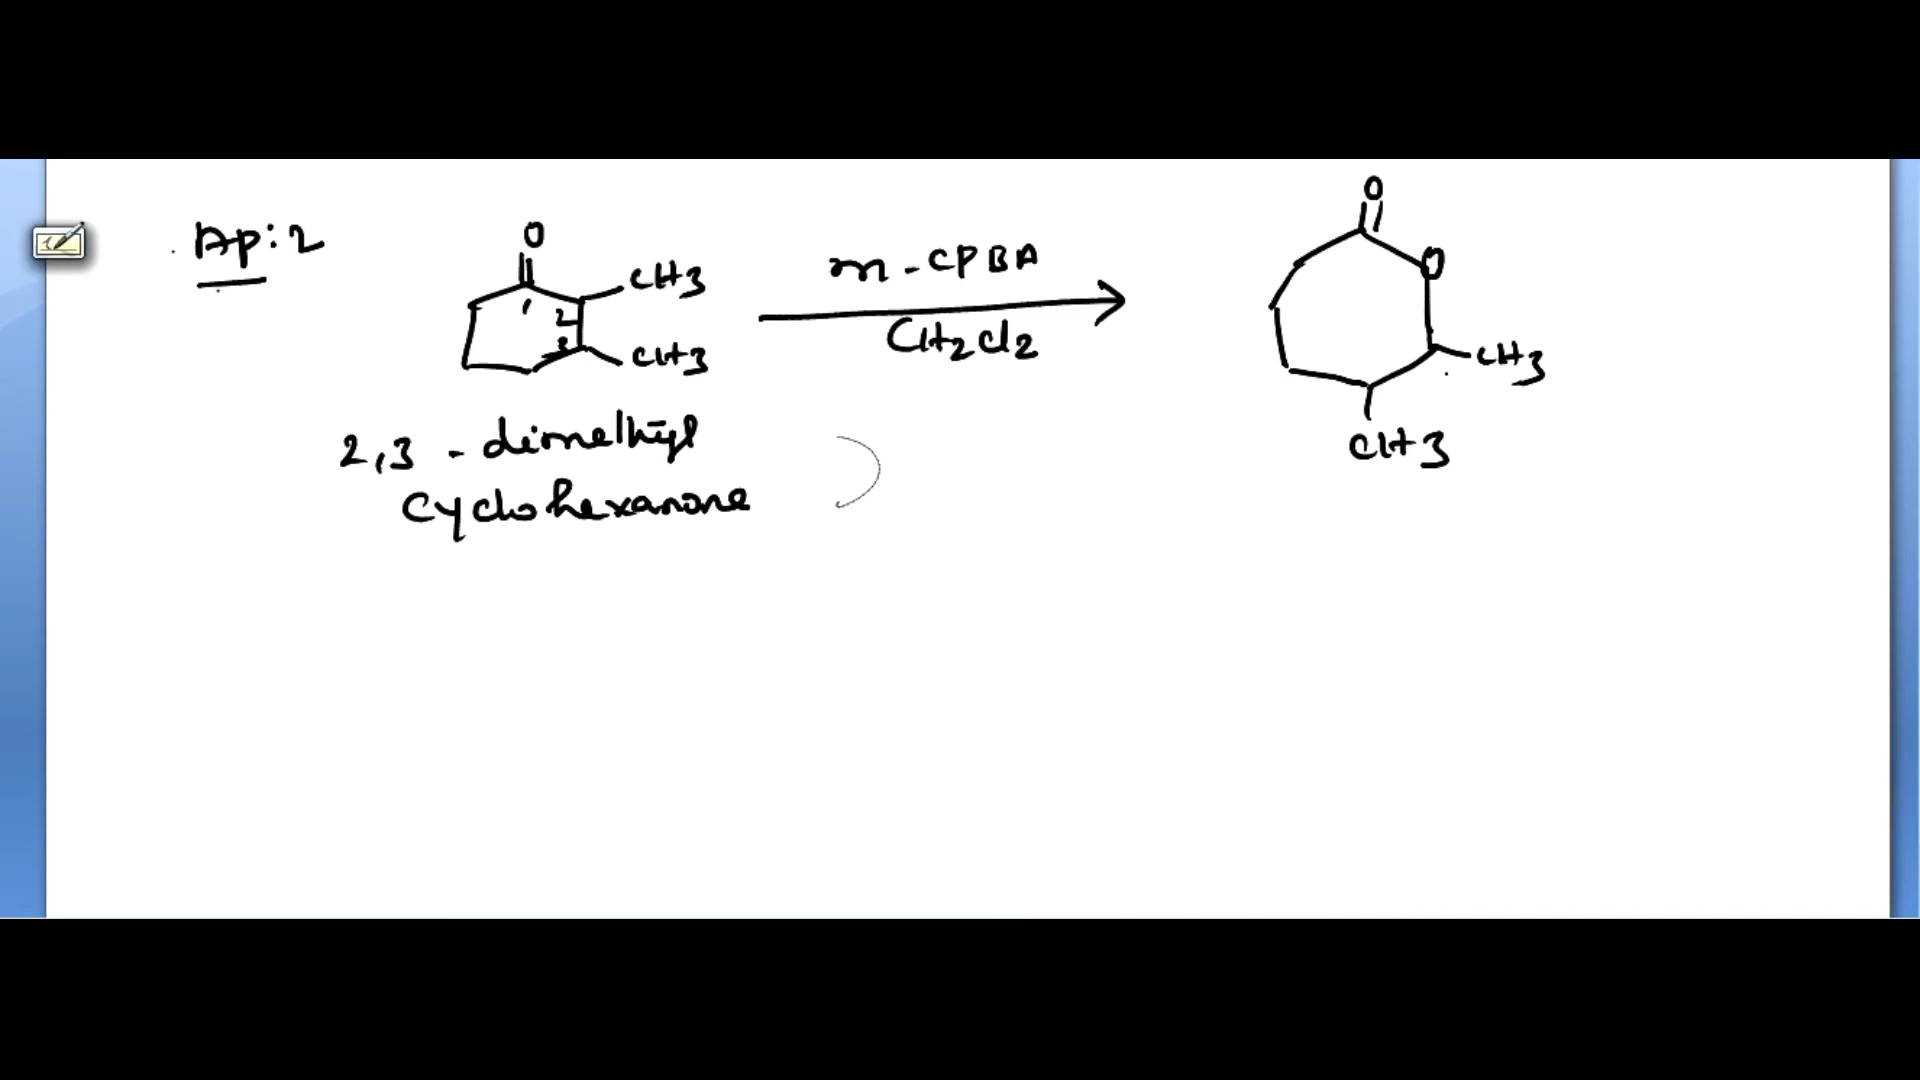 Ap:2
O
CH3
1
2
3
CH3
m-CPBA
CH2Cl2
O
O
CH3
CH3
2,3 - dimethyl
Cyclohexanone